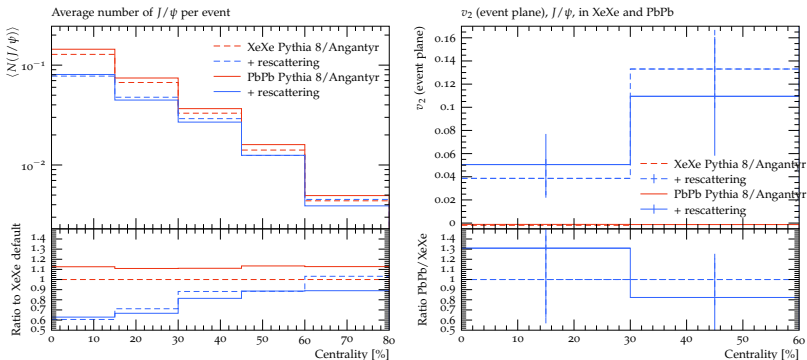 Average number of J/ψ per event
⟨N(J/ψ)⟩
10⁻¹
10⁻²
XeXe Pythia 8/Angantyr
+ rescattering
PbPb Pythia 8/Angantyr
+ rescattering
Ratio to XeXe default
1.4
1.3
1.2
1.1
1
0.9
0.8
0.7
0.6
0.5
0 10 20 30 40 50 60 70 80
Centrality [%]
v₂ (event plane), J/ψ, in XeXe and PbPb
v₂ (event plane)
0.16
0.14
0.12
0.1
0.08
0.06
0.04
0.02
0
XeXe Pythia 8/Angantyr
+ rescattering
PbPb Pythia 8/Angantyr
+ rescattering
Ratio PbPb/XeXe
1.4
1.3
1.2
1.1
1
0.9
0.8
0.7
0.6
0.5
0 10 20 30 40 50 60
Centrality [%]